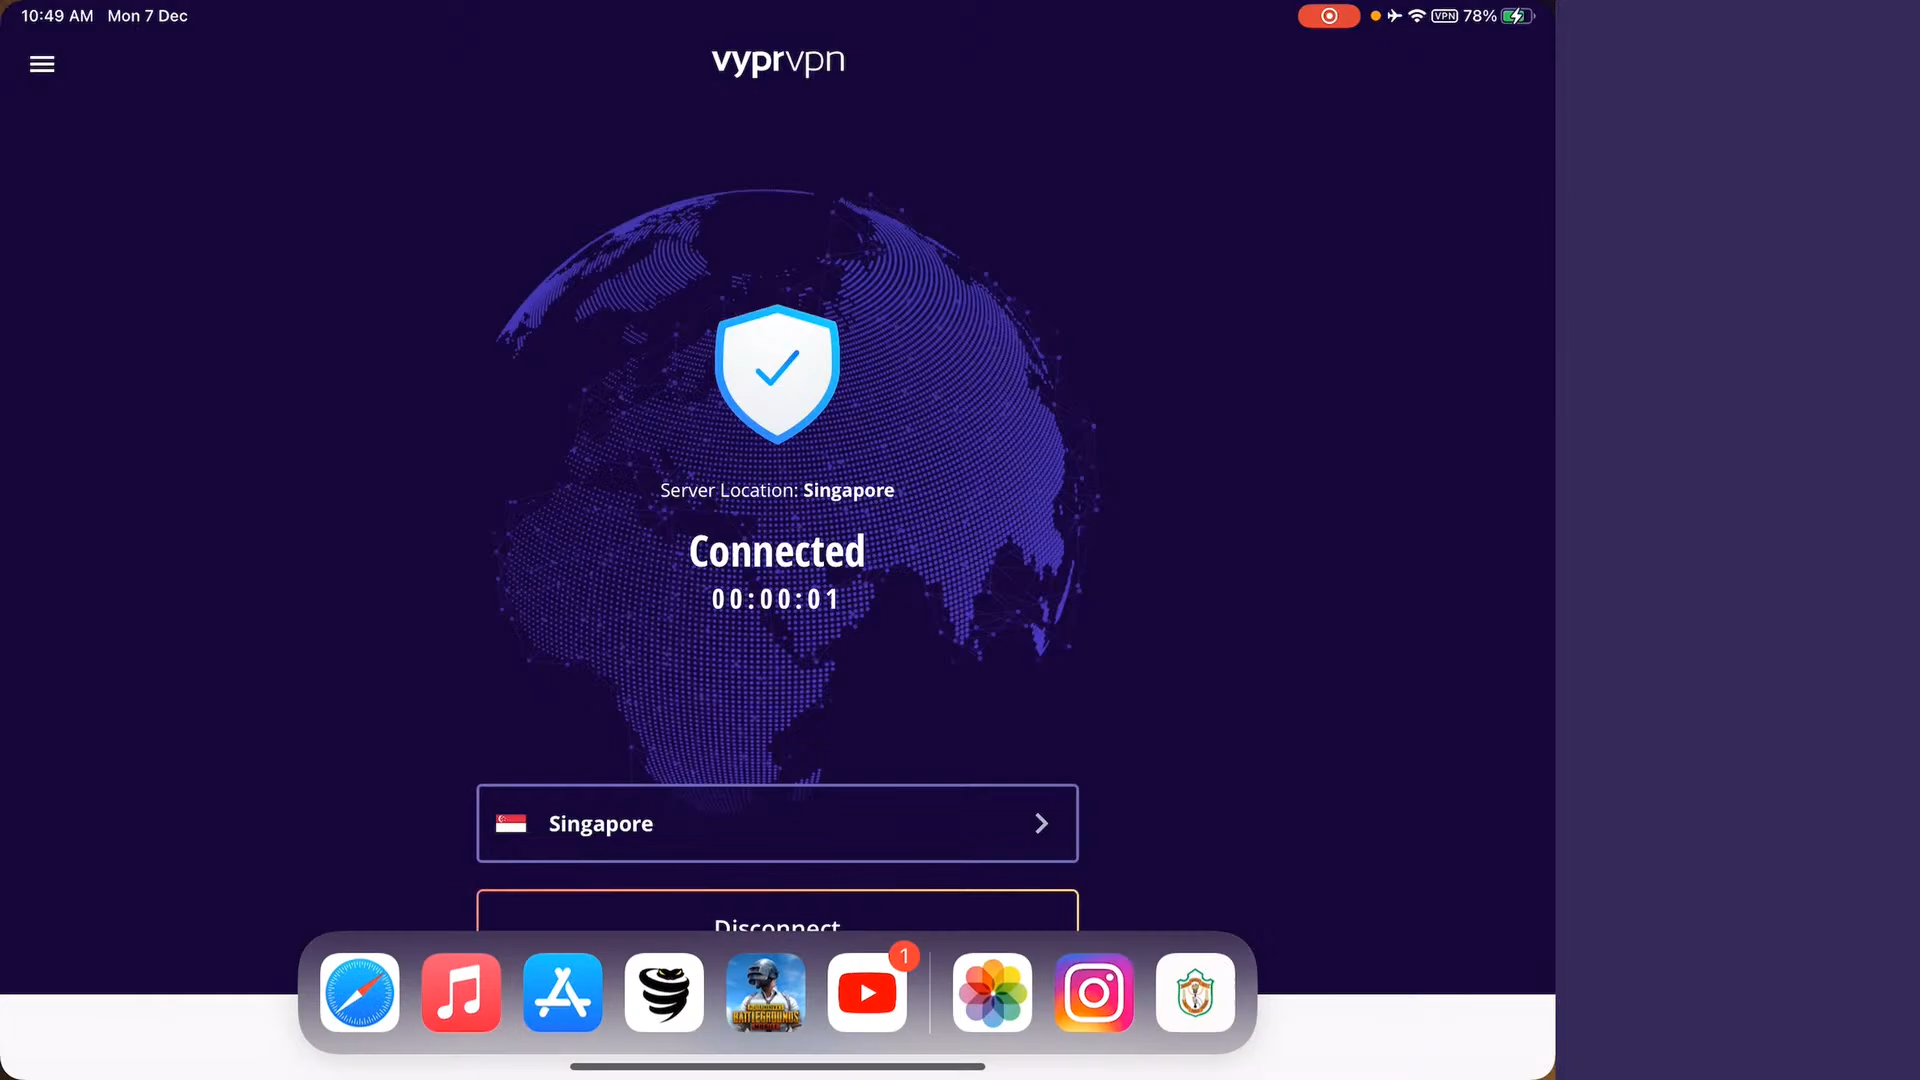 10:49 AM Mon 7 Dec
VPN 78%
vyprvpn
Server Location: Singapore
Connected
00:00:01
Singapore
Disconnect
1
BATTLEGROUNDS